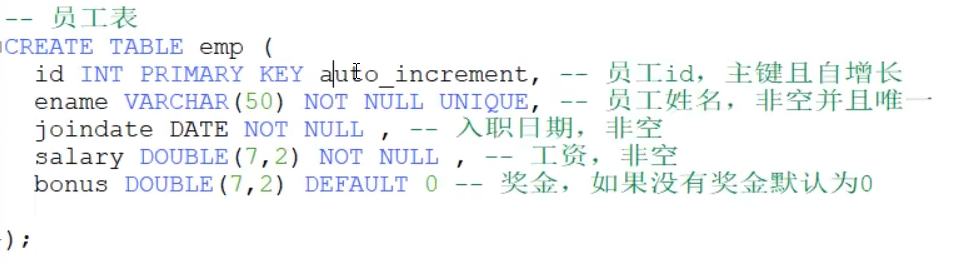 -- 员工表
CREATE TABLE emp (
id INT PRIMARY KEY auto_increment, -- 员工id，主键且自增长
ename VARCHAR(50) NOT NULL UNIQUE, -- 员工姓名，非空并且唯一
joindate DATE NOT NULL , -- 入职日期，非空
salary DOUBLE(7,2) NOT NULL , -- 工资，非空
bonus DOUBLE(7,2) DEFAULT 0 -- 奖金，如果没有奖金默认为0
);